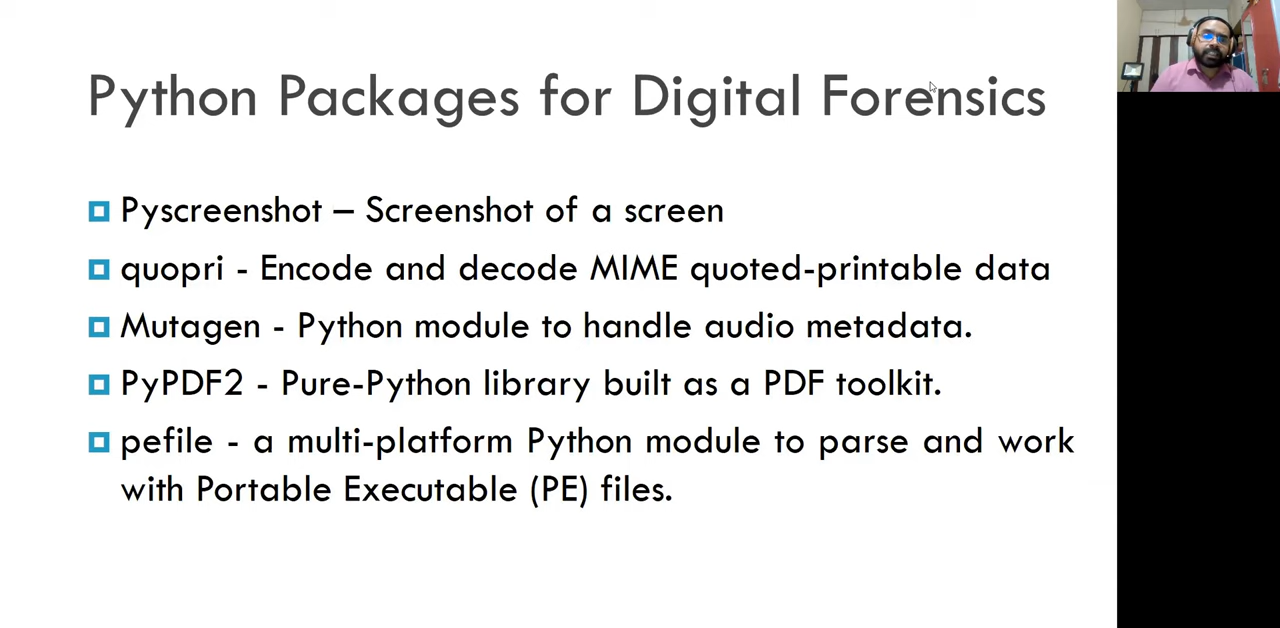 Python Packages for Digital Forensics
Pyscreenshot – Screenshot of a screen
quopri - Encode and decode MIME quoted-printable data
Mutagen - Python module to handle audio metadata.
PyPDF2 - Pure-Python library built as a PDF toolkit.
pefile - a multi-platform Python module to parse and work
with Portable Executable (PE) files.